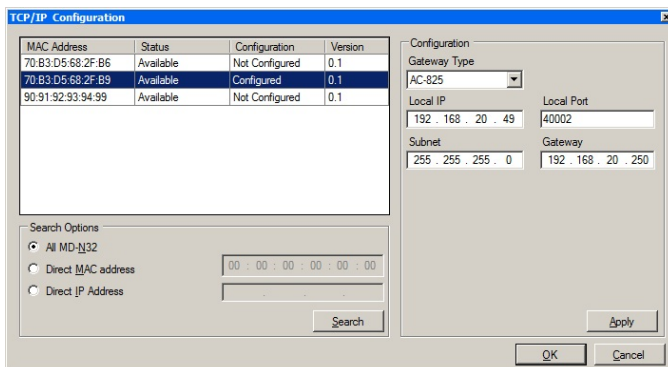 TCP/IP Configuration
MAC Address Status Configuration Version
70:B3:D5:68:2F:B6 Available Not Configured 0.1
70:B3:D5:68:2F:B9 Available Configured 0.1
90:91:92:93:94:99 Available Not Configured 0.1
Configuration
Gateway Type
AC-825
Local IP Local Port
192 . 168 . 20 . 49 40002
Subnet Gateway
255 . 255 . 255 . 0 192 . 168 . 20 . 250
Search Options
All MD-N32
Direct MAC address 00 : 00 : 00 : 00 : 00 : 00
Direct IP Address . . .
Search
Apply
OK Cancel